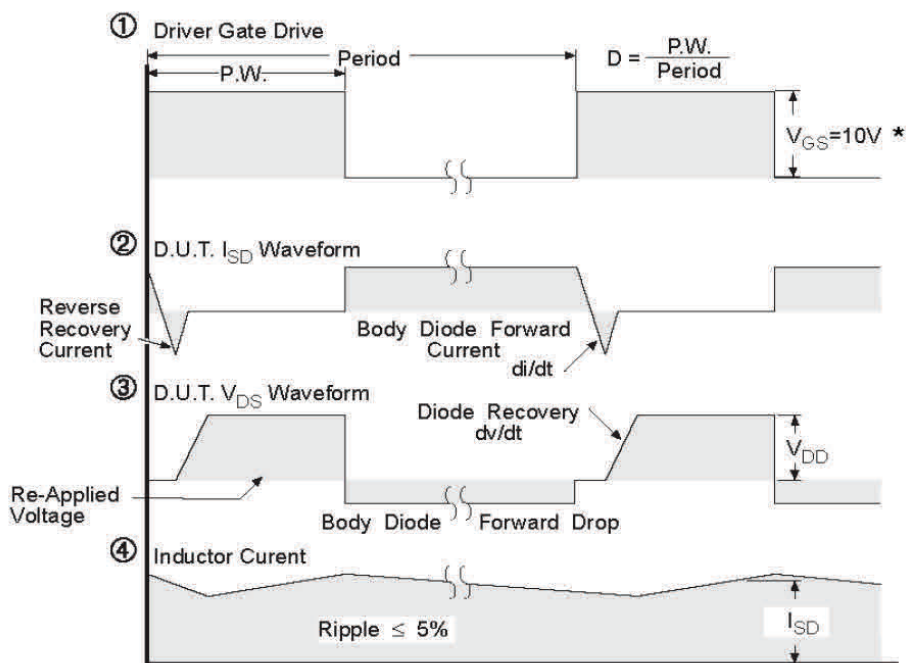 ① Driver Gate Drive
Period
P.W.
D = P.W. / Period
V_GS=10V *
② D.U.T. I_SD Waveform
Reverse
Recovery
Current
Body Diode Forward
Current
di/dt
③ D.U.T. V_DS Waveform
Diode Recovery
dv/dt
V_DD
Re-Applied
Voltage
Body Diode Forward Drop
④ Inductor Curent
Ripple ≤ 5%
I_SD